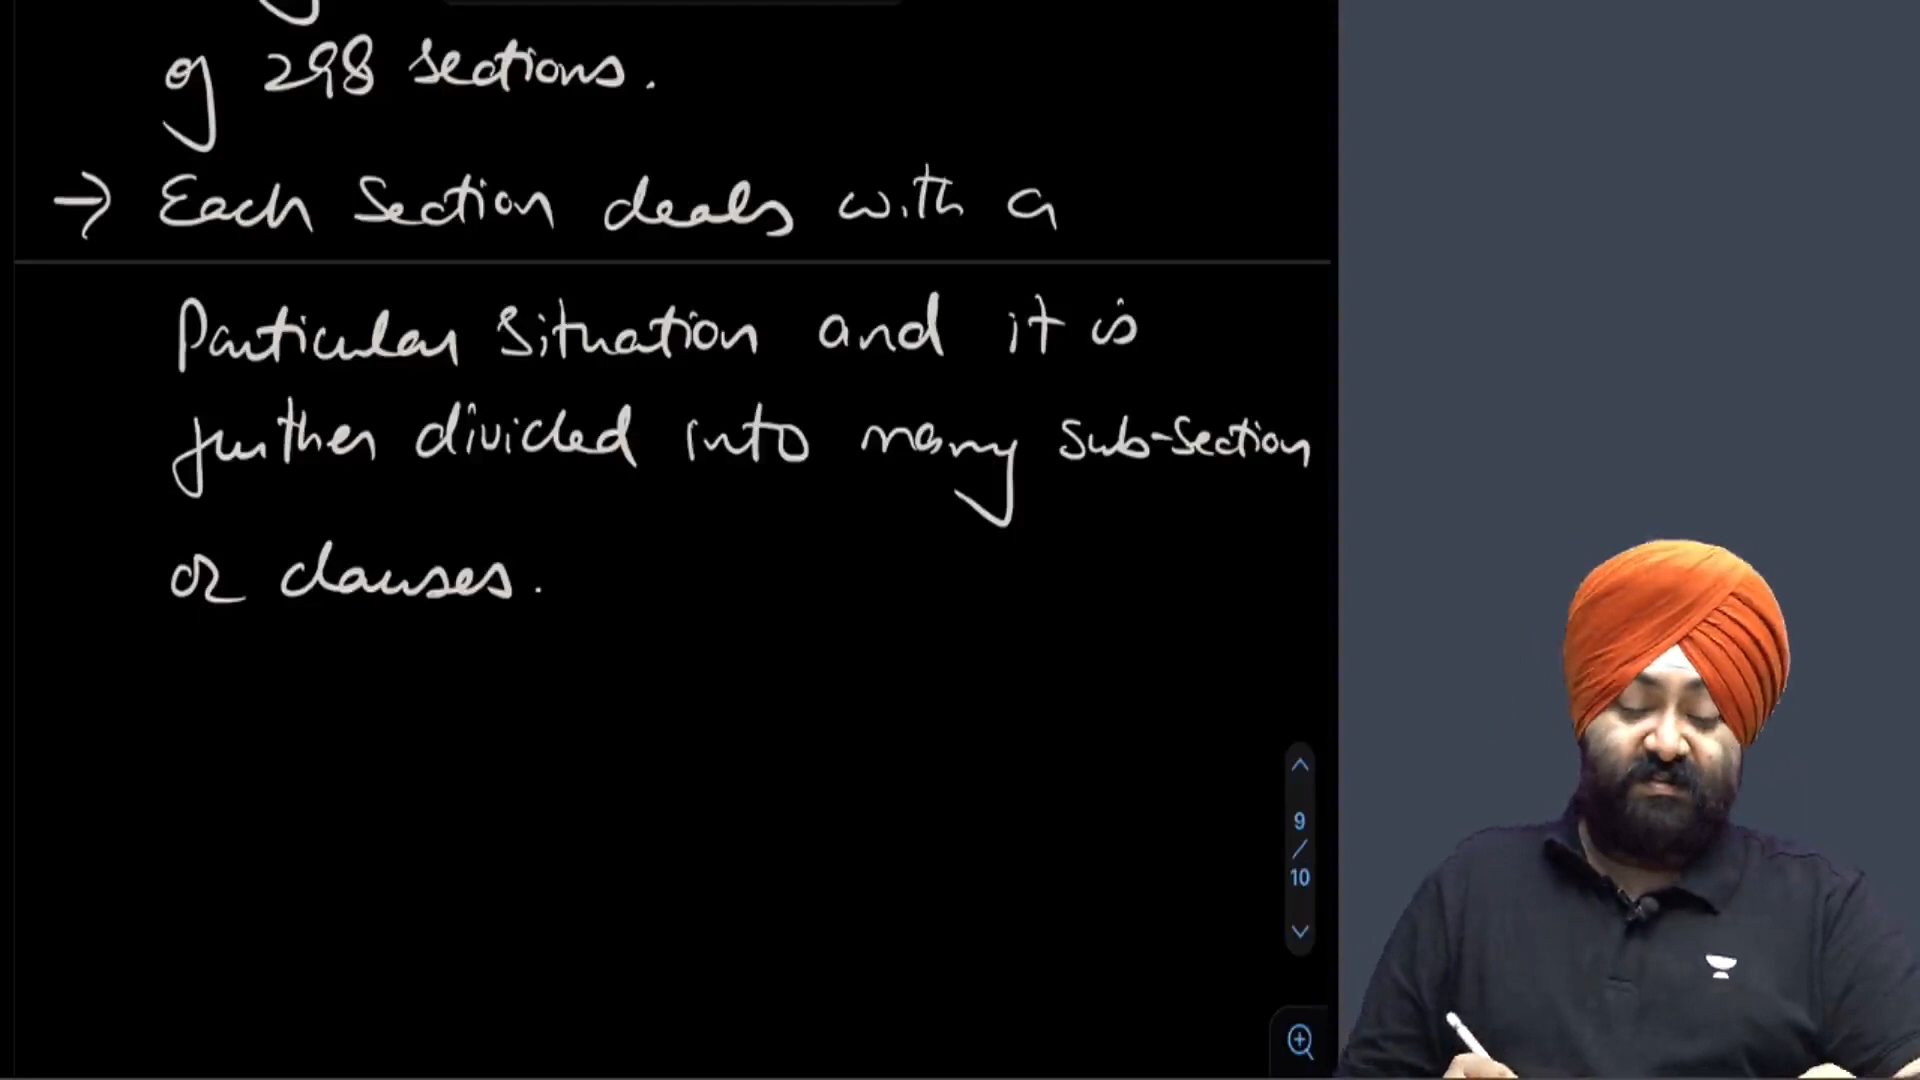 of 298 sections.
→ Each Section deals with a
Particular Situation and it is
further divided into many Sub-Section
or clauses.
9
/
10